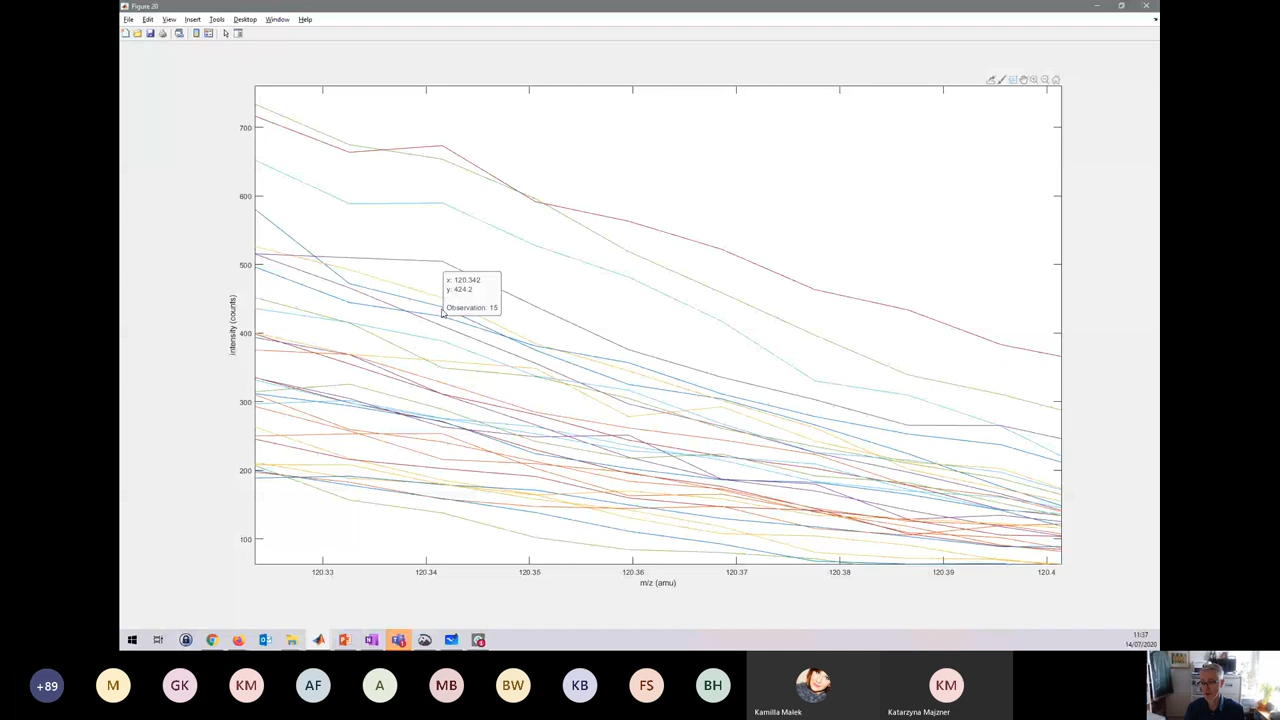 Figure 20
File Edit View Insert Tools Desktop Window Help
700
600
500
400
300
200
100
intensity (counts)
x: 120.342
y: 424.2
Observation: 15
120.33 120.34 120.35 120.36 120.37 120.38 120.39 120.4
m/z (amu)
11:37
14/07/2020
+89 M GK KM AF A MB BW KB FS BH KM
Kamilla Małek
Katarzyna Majzner